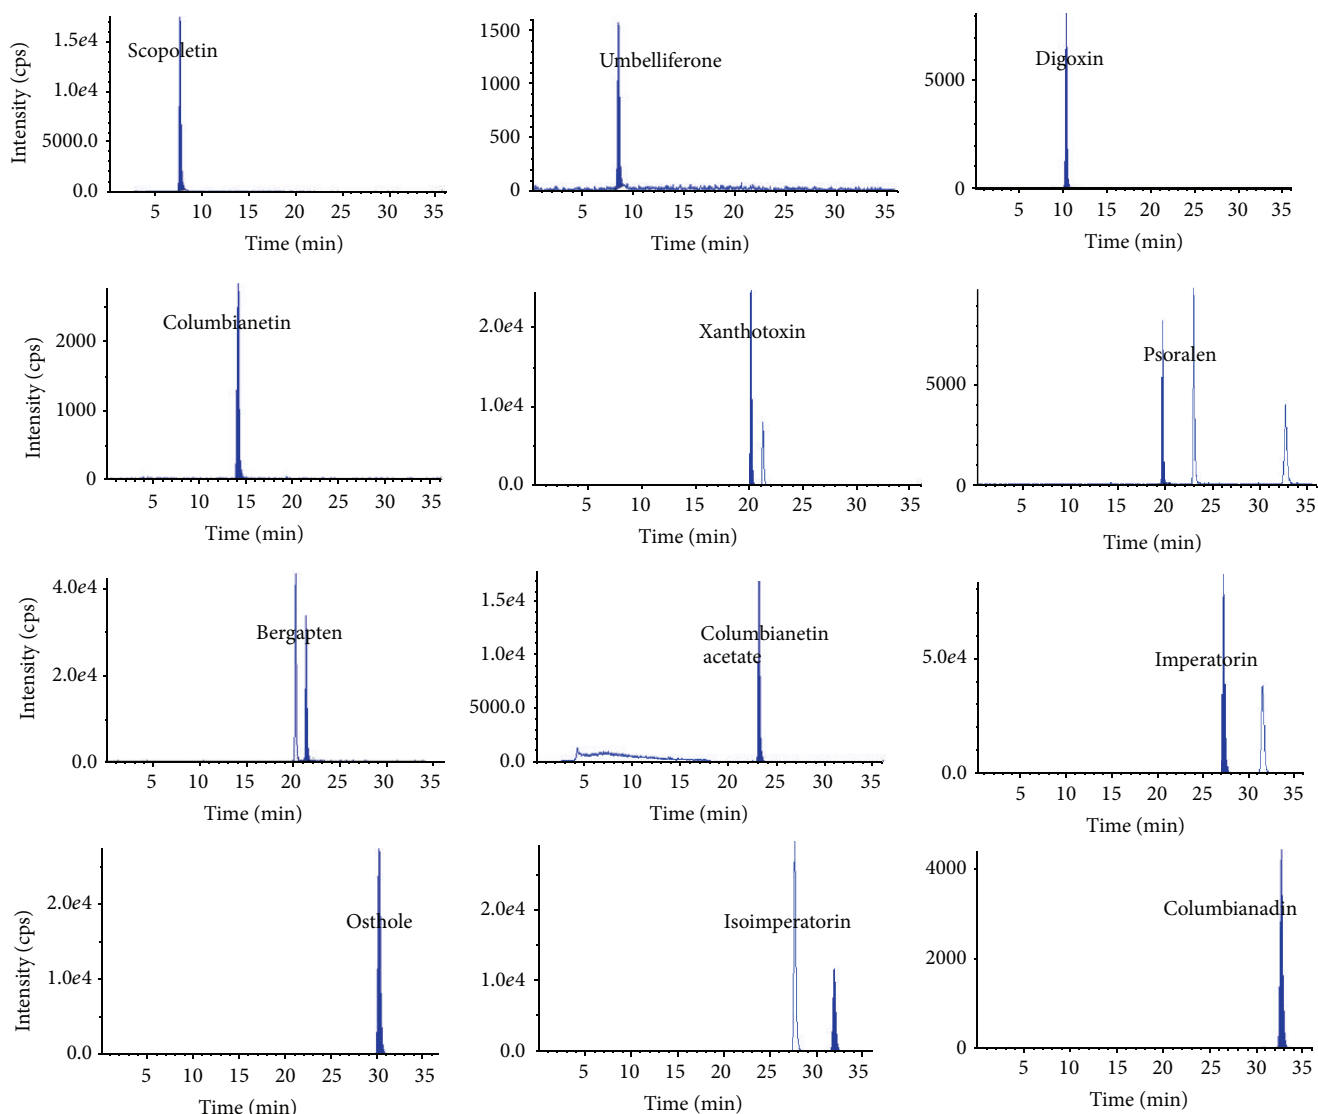 Intensity (cps)
1.5e4
1.0e4
5000.0
0.0
Scopoletin
5 10 15 20 25 30 35
Time (min)
1500
1000
500
0
Umbelliferone
5 10 15 20 25 30 35
Time (min)
5000
0
Digoxin
5 10 15 20 25 30 35
Time (min)
Intensity (cps)
2000
1000
0
Columbianetin
5 10 15 20 25 30 35
Time (min)
2.0e4
1.0e4
0.0
Xanthotoxin
5 10 15 20 25 30 35
Time (min)
5000
0
Psoralen
5 10 15 20 25 30 35
Time (min)
Intensity (cps)
4.0e4
2.0e4
0.0
Bergapten
5 10 15 20 25 30 35
Time (min)
1.5e4
1.0e4
5000.0
0.0
Columbianetin
acetate
5 10 15 20 25 30 35
Time (min)
5.0e4
0.0
Imperatorin
5 10 15 20 25 30 35
Time (min)
Intensity (cps)
2.0e4
1.0e4
0.0
Osthole
5 10 15 20 25 30 35
Time (min)
2.0e4
1.0e4
0.0
Isoimperatorin
5 10 15 20 25 30 35
Time (min)
4000
2000
0
Columbianadin
5 10 15 20 25 30 35
Time (min)